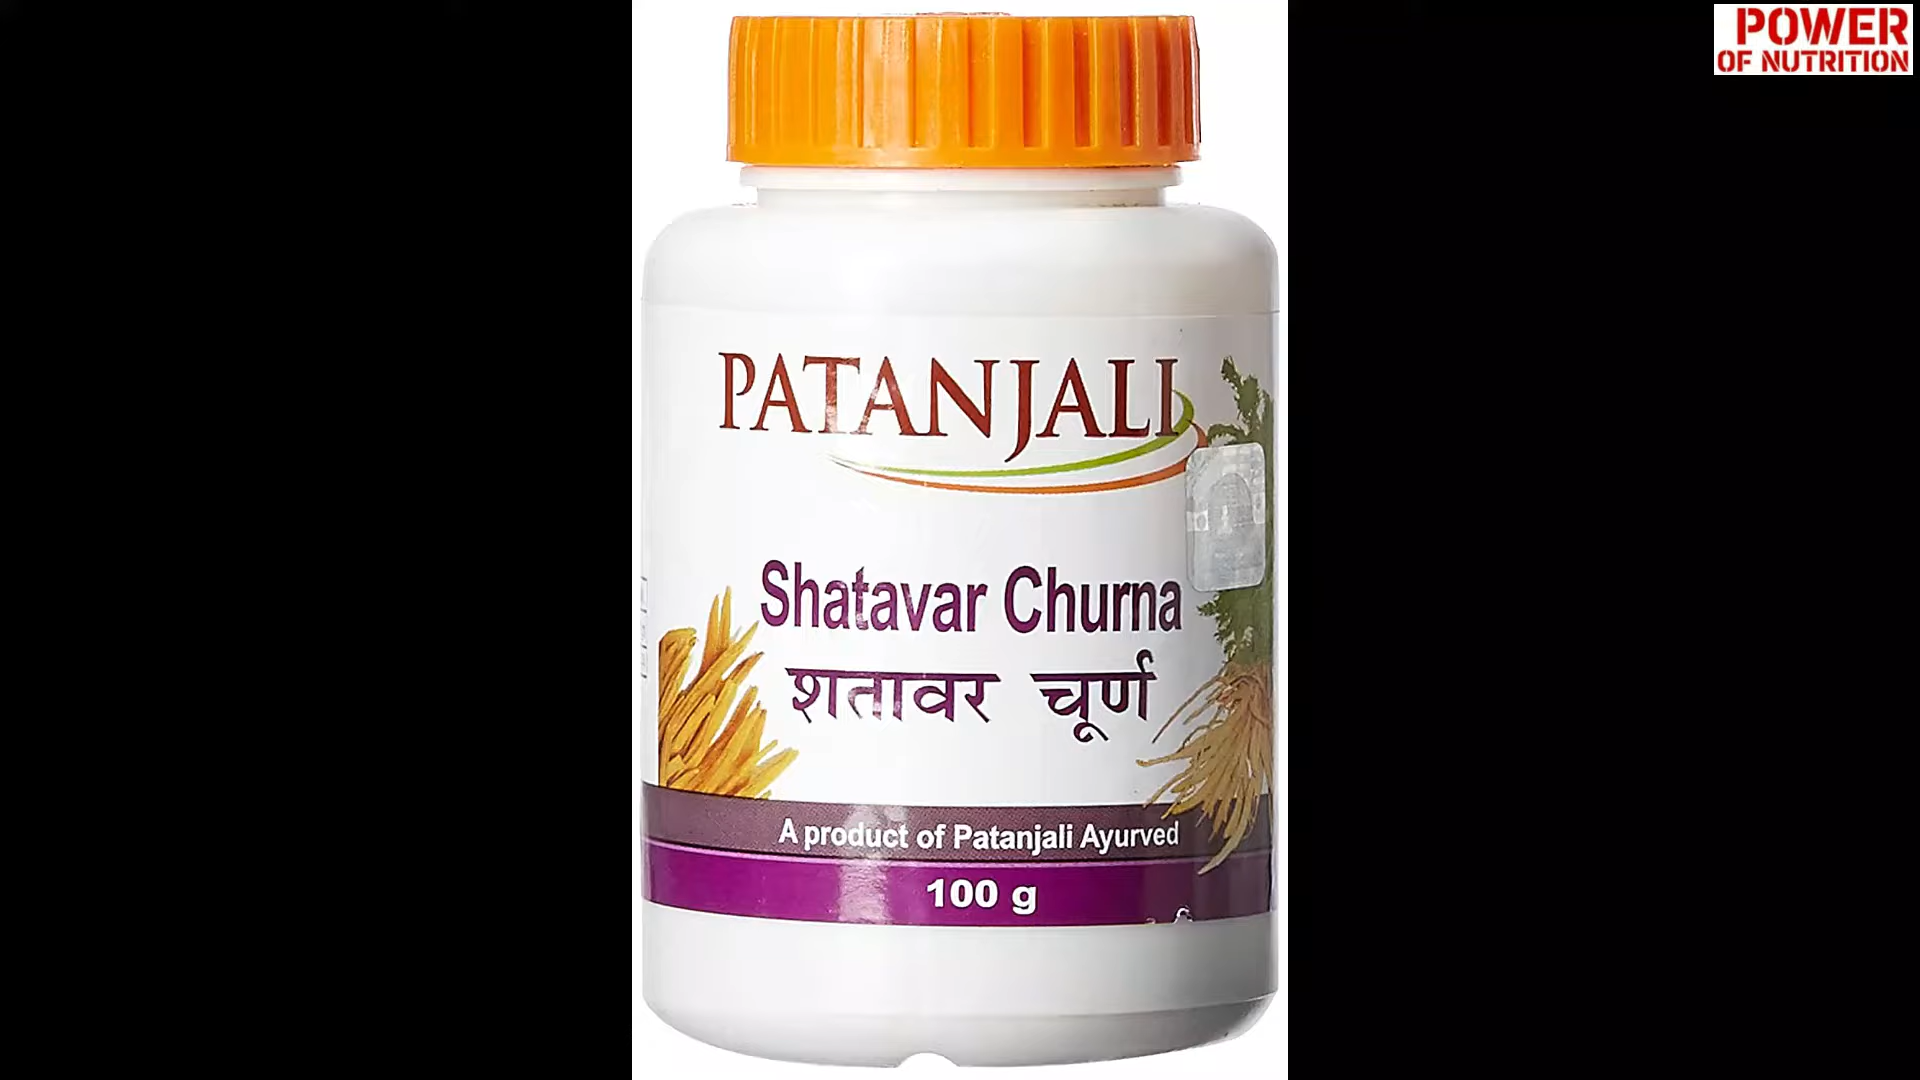 POWER
OF NUTRITION
PATANJALI
Shatavar Churna
शतावर चूर्ण
A product of Patanjali Ayurved
100 g